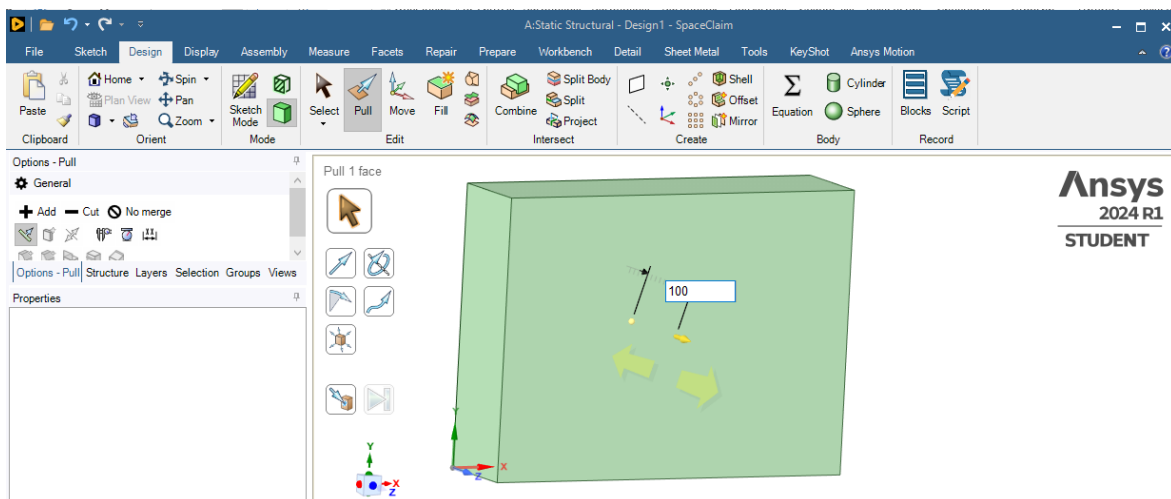 A:Static Structural - Design1 - SpaceClaim
File Sketch Design Display Assembly Measure Facets Repair Prepare Workbench Detail Sheet Metal Tools KeyShot Ansys Motion
Paste
Clipboard
Home Spin
Plan View Pan
Zoom
Orient
Sketch Mode
Mode
Select Pull Move Fill
Edit
Combine
Split Body
Split
Project
Intersect
Shell
Offset
Mirror
Create
Equation
Cylinder
Sphere
Body
Blocks Script
Record
Options - Pull
General
Add Cut No merge
Options - Pull Structure Layers Selection Groups Views
Properties
Pull 1 face
100
Y
X
Z
Y
X
Z
Ansys
2024 R1
STUDENT